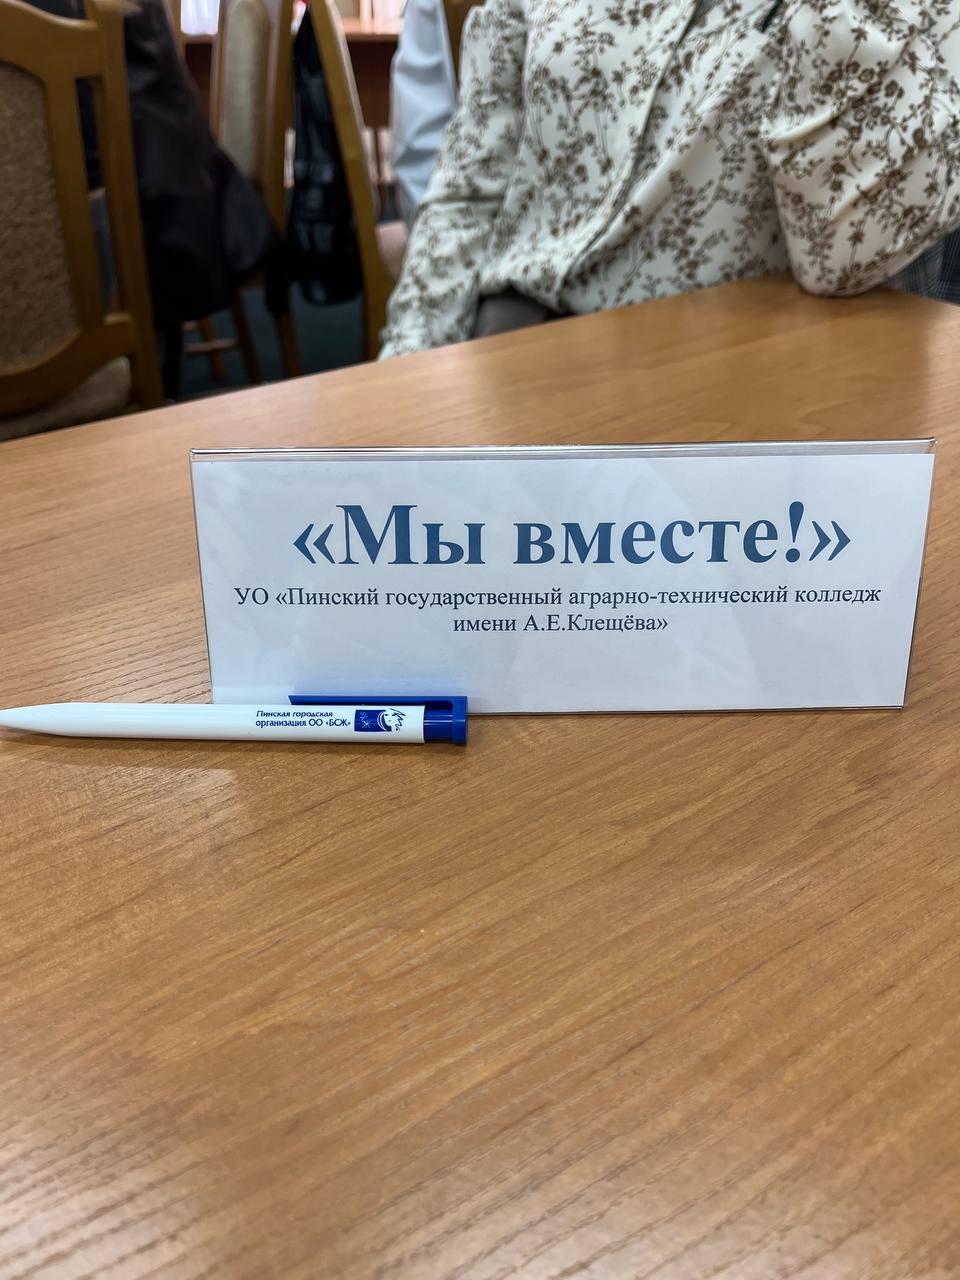 «Мы вместе!»
УО «Пинский государственный аграрно-технический колледж
имени А.Е.Клещёва»
Пинская городская
организация ОО «БСЖ»